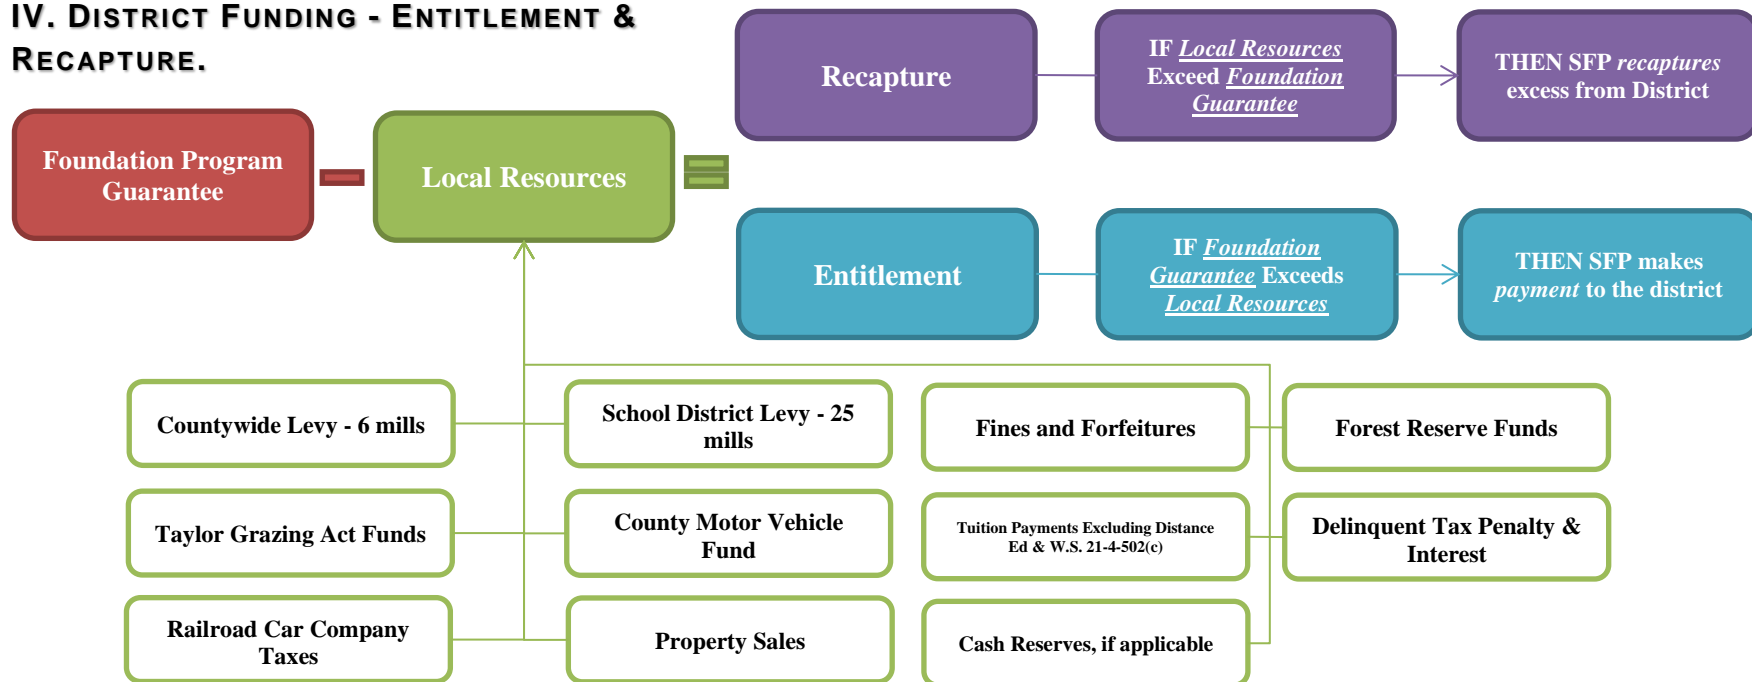 IV. DISTRICT FUNDING - ENTITLEMENT &
RECAPTURE.
Foundation Program
Guarantee
Local Resources
Recapture
IF Local Resources
Exceed Foundation
Guarantee
THEN SFP recaptures
excess from District
Entitlement
IF Foundation
Guarantee Exceeds
Local Resources
THEN SFP makes
payment to the district
Countywide Levy - 6 mills
School District Levy - 25
mills
Fines and Forfeitures
Forest Reserve Funds
Taylor Grazing Act Funds
County Motor Vehicle
Fund
Tuition Payments Excluding Distance
Ed & W.S. 21-4-502(c)
Delinquent Tax Penalty &
Interest
Railroad Car Company
Taxes
Property Sales
Cash Reserves, if applicable